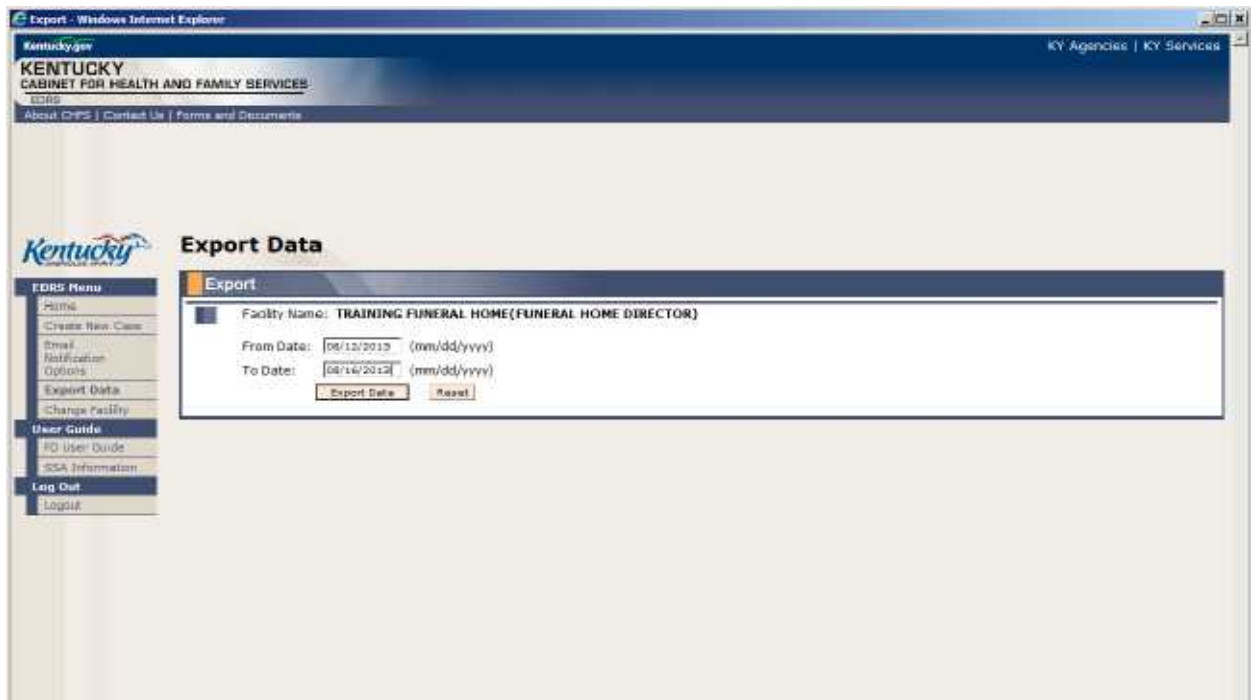 Export - Windows Internet Explorer
Kentucky.gov
KY Agencies | KY Services
KENTUCKY
CABINET FOR HEALTH AND FAMILY SERVICES
EDRS
About CHFS | Contact Us | Forms and Documents
Kentucky
Export Data
EDRS Menu
Home
Create New Case
Email
Notification
Options
Export Data
Change Facility
User Guide
FD User Guide
SSA Information
Log Out
Logout
Export
Facility Name: TRAINING FUNERAL HOME(FUNERAL HOME DIRECTOR)
From Date: (mm/dd/yyyy)
To Date: (mm/dd/yyyy)
Export Data Reset